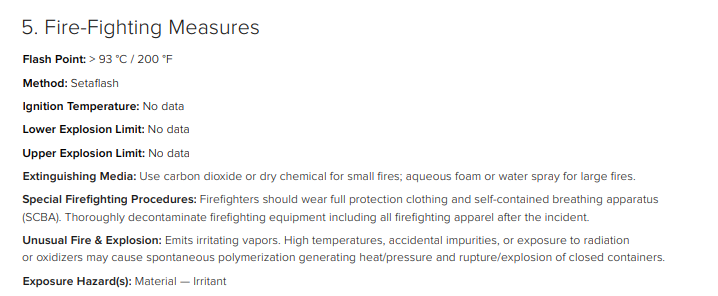 5. Fire-Fighting Measures
Flash Point: > 93 °C / 200 °F
Method: Setaflash
Ignition Temperature: No data
Lower Explosion Limit: No data
Upper Explosion Limit: No data
Extinguishing Media: Use carbon dioxide or dry chemical for small fires; aqueous foam or water spray for large fires.
Special Firefighting Procedures: Firefighters should wear full protection clothing and self-contained breathing apparatus
(SCBA). Thoroughly decontaminate firefighting equipment including all firefighting apparel after the incident.
Unusual Fire & Explosion: Emits irritating vapors. High temperatures, accidental impurities, or exposure to radiation
or oxidizers may cause spontaneous polymerization generating heat/pressure and rupture/explosion of closed containers.
Exposure Hazard(s): Material — Irritant